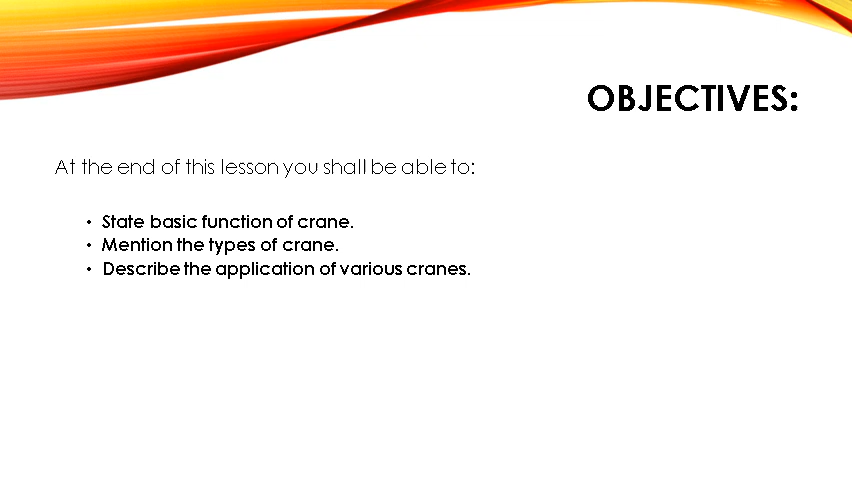 OBJECTIVES:
At the end of this lesson you shall be able to:
• State basic function of crane.
• Mention the types of crane.
• Describe the application of various cranes.